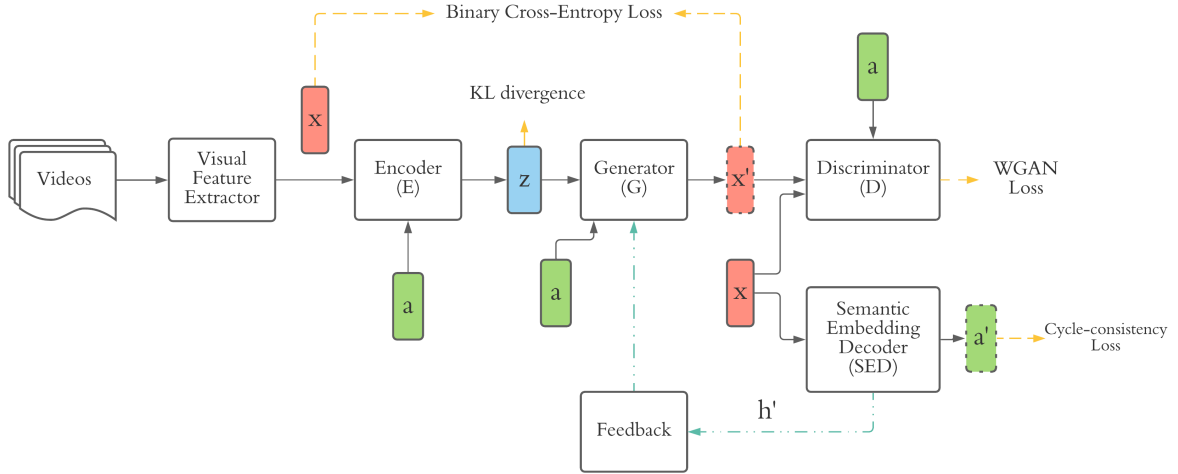 Binary Cross-Entropy Loss
a
KL divergence
x
Videos
Visual
Feature
Extractor
Encoder
(E)
z
Generator
(G)
x'
Discriminator
(D)
WGAN
Loss
a
a
x
Semantic
Embedding
Decoder
(SED)
a'
Cycle-consistency
Loss
h'
Feedback